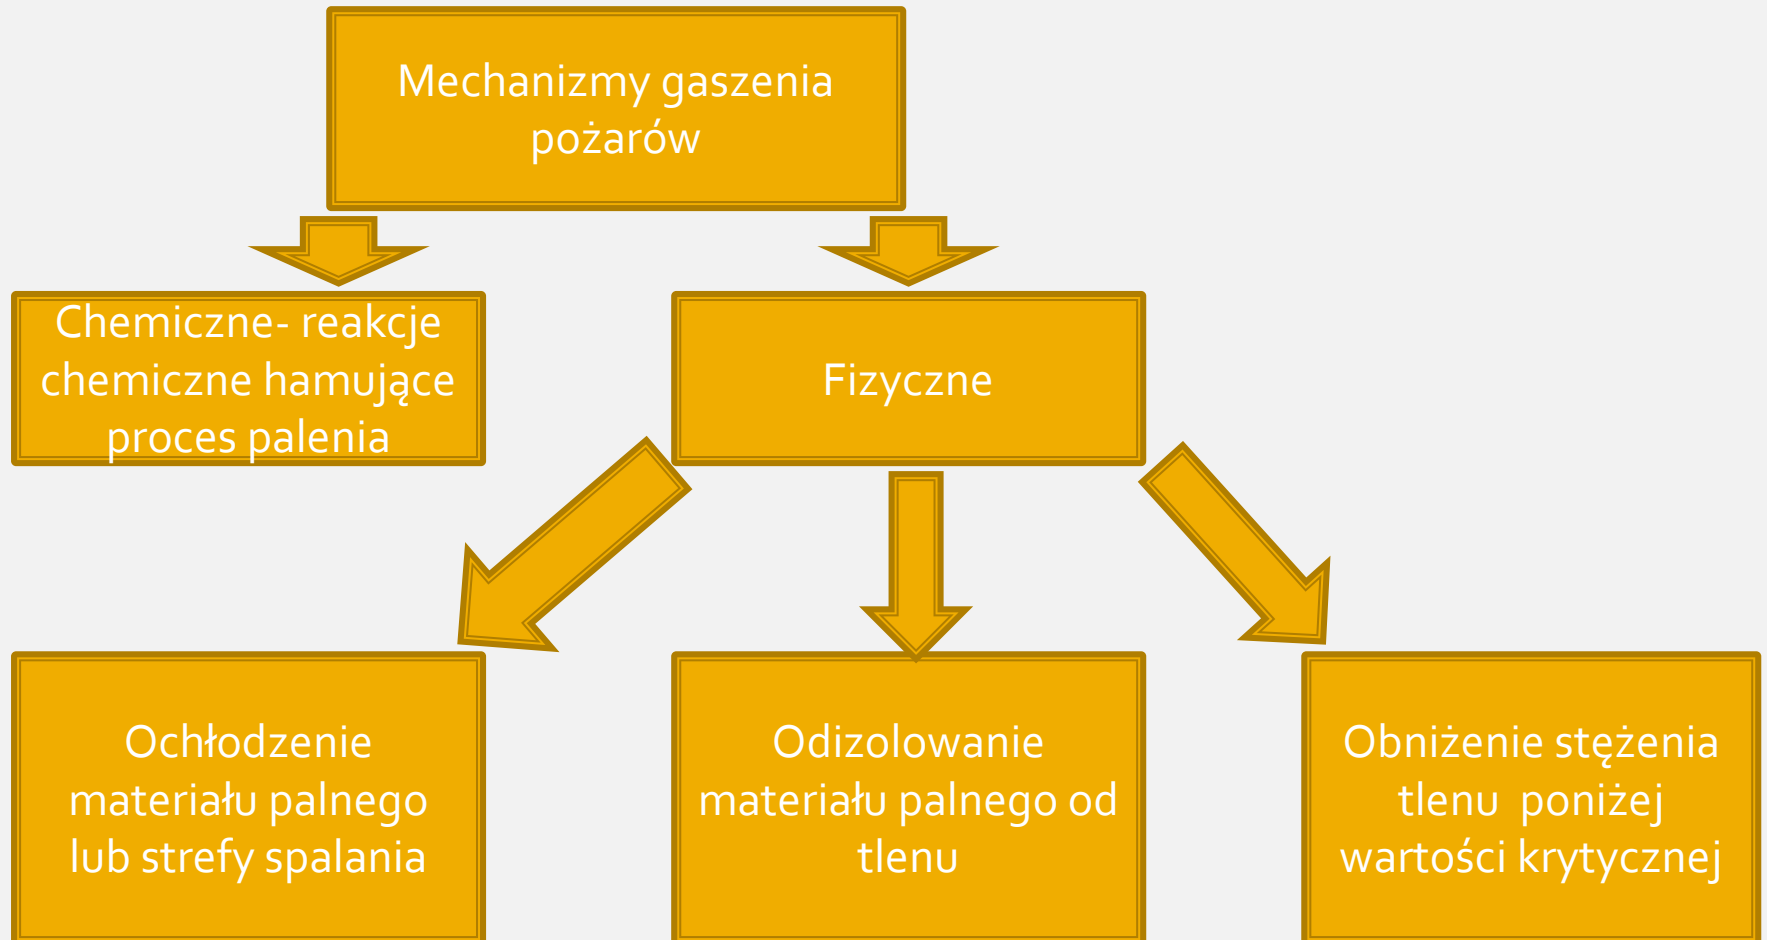 Mechanizmy gaszenia
pożarów
Chemiczne- reakcje
chemiczne hamujące
proces palenia
Fizyczne
Ochłodzenie
materiału palnego
lub strefy spalania
Odizolowanie
materiału palnego od
tlenu
Obniżenie stężenia
tlenu  poniżej
wartości krytycznej